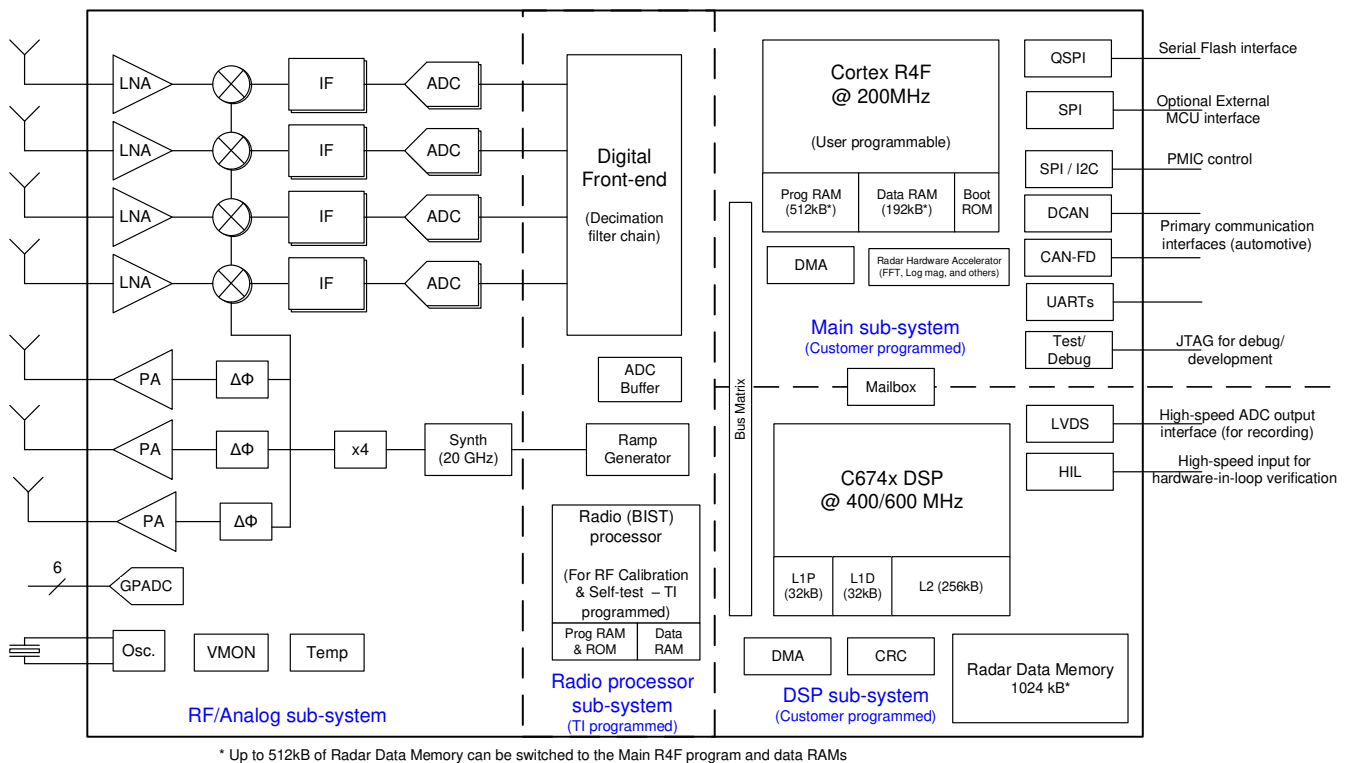 LNA
IF
ADC
LNA
IF
ADC
LNA
IF
ADC
LNA
IF
ADC
Digital
Front-end
(Decimation
filter chain)
PA
ΔΦ
PA
ΔΦ
x4
Synth
(20 GHz)
PA
ΔΦ
ADC
Buffer
Ramp
Generator
6
GPADC
Osc.
VMON
Temp
RF/Analog sub-system
Radio (BIST)
processor
(For RF Calibration
& Self-test – TI
programmed)
Prog RAM
& ROM
Data
RAM
Radio processor
sub-system
(TI programmed)
Bus Matrix
Cortex R4F
@ 200MHz
(User programmable)
Prog RAM
(512kB*)
Data RAM
(192kB*)
Boot
ROM
DMA
Radar Hardware Accelerator
(FFT, Log mag, and others)
Main sub-system
(Customer programmed)
Mailbox
C674x DSP
@ 400/600 MHz
L1P
(32kB)
L1D
(32kB)
L2 (256kB)
DMA
CRC
DSP sub-system
(Customer programmed)
Radar Data Memory
1024 kB*
QSPI
Serial Flash interface
SPI
Optional External
MCU interface
SPI / I2C
PMIC control
DCAN
Primary communication
interfaces (automotive)
CAN-FD
UARTs
Test/
Debug
JTAG for debug/
development
LVDS
High-speed ADC output
interface (for recording)
HIL
High-speed input for
hardware-in-loop verification
* Up to 512kB of Radar Data Memory can be switched to the Main R4F program and data RAMs